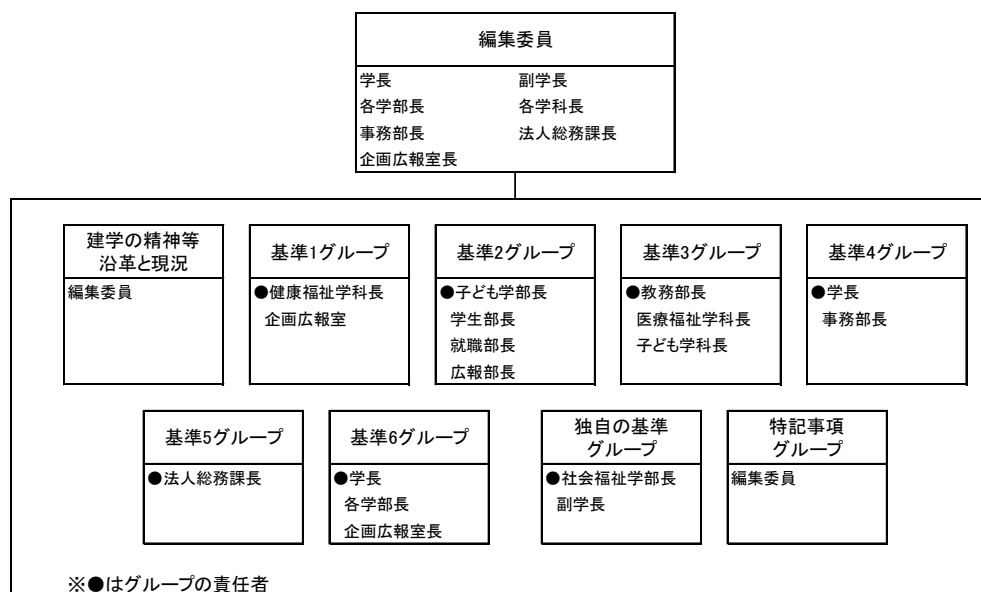 編集委員
学長 副学長
各学部長 各学科長
事務部長 法人総務課長
企画広報室長
建学の精神等
沿革と現況
編集委員
基準1グループ
●健康福祉学科長
企画広報室
基準2グループ
●子ども学部長
学生部長
就職部長
広報部長
基準3グループ
●教務部長
医療福祉学科長
子ども学科長
基準4グループ
●学長
事務部長
基準5グループ
●法人総務課長
基準6グループ
●学長
各学部長
企画広報室長
独自の基準
グループ
●社会福祉学部長
副学長
特記事項
グループ
編集委員
※●はグループの責任者